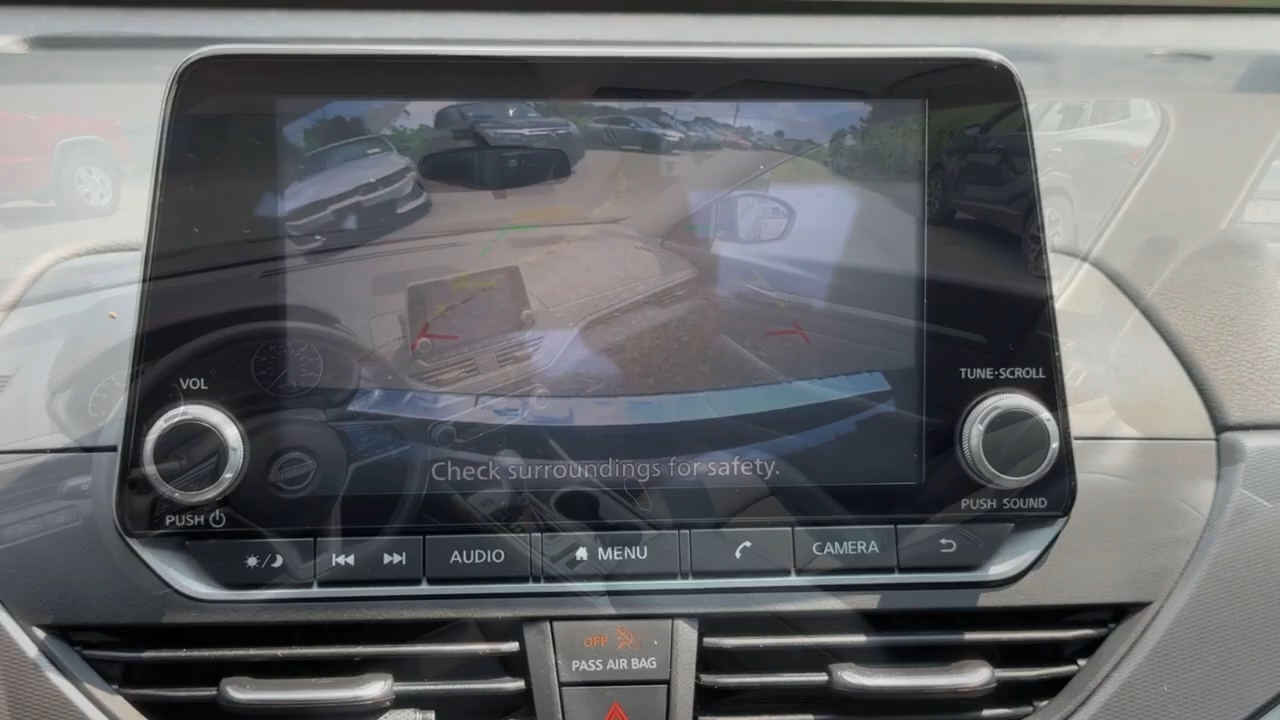 VOL
TUNE·SCROLL
Check surroundings for safety.
PUSH
PUSH SOUND
AUDIO
MENU
CAMERA
OFF
PASS AIR BAG